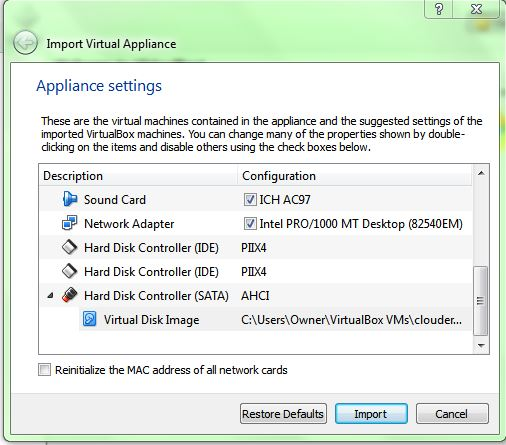 Import Virtual Appliance
Appliance settings
These are the virtual machines contained in the appliance and the suggested settings of the
imported VirtualBox machines. You can change many of the properties shown by double-
clicking on the items and disable others using the check boxes below.
Description Configuration
Sound Card ICH AC97
Network Adapter Intel PRO/1000 MT Desktop (82540EM)
Hard Disk Controller (IDE) PIIX4
Hard Disk Controller (IDE) PIIX4
Hard Disk Controller (SATA) AHCI
Virtual Disk Image C:\Users\Owner\VirtualBox VMs\clouder...
Reinitialize the MAC address of all network cards
Restore Defaults Import Cancel